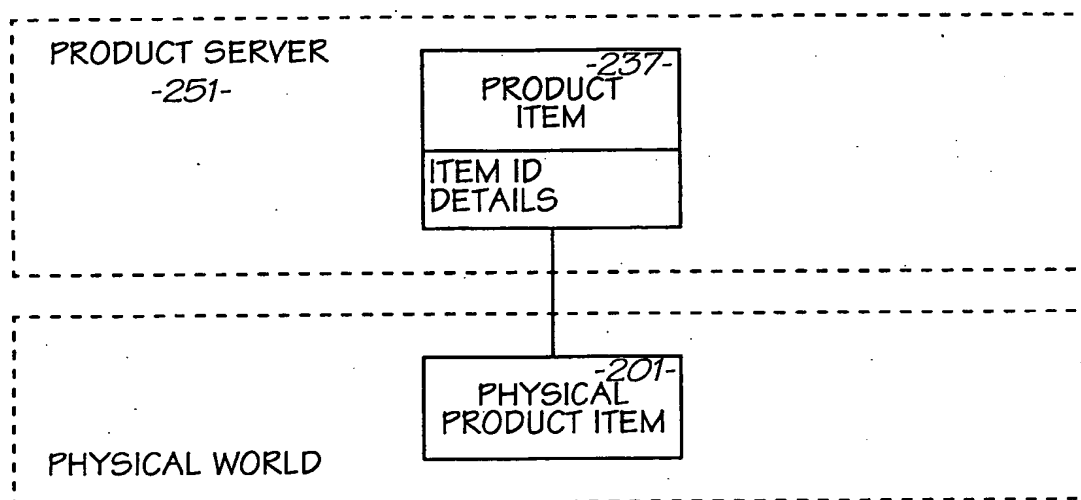 PRODUCT SERVER
-251-
-237-
PRODUCT
ITEM
ITEM ID
DETAILS
-201-
PHYSICAL
PRODUCT ITEM
PHYSICAL WORLD